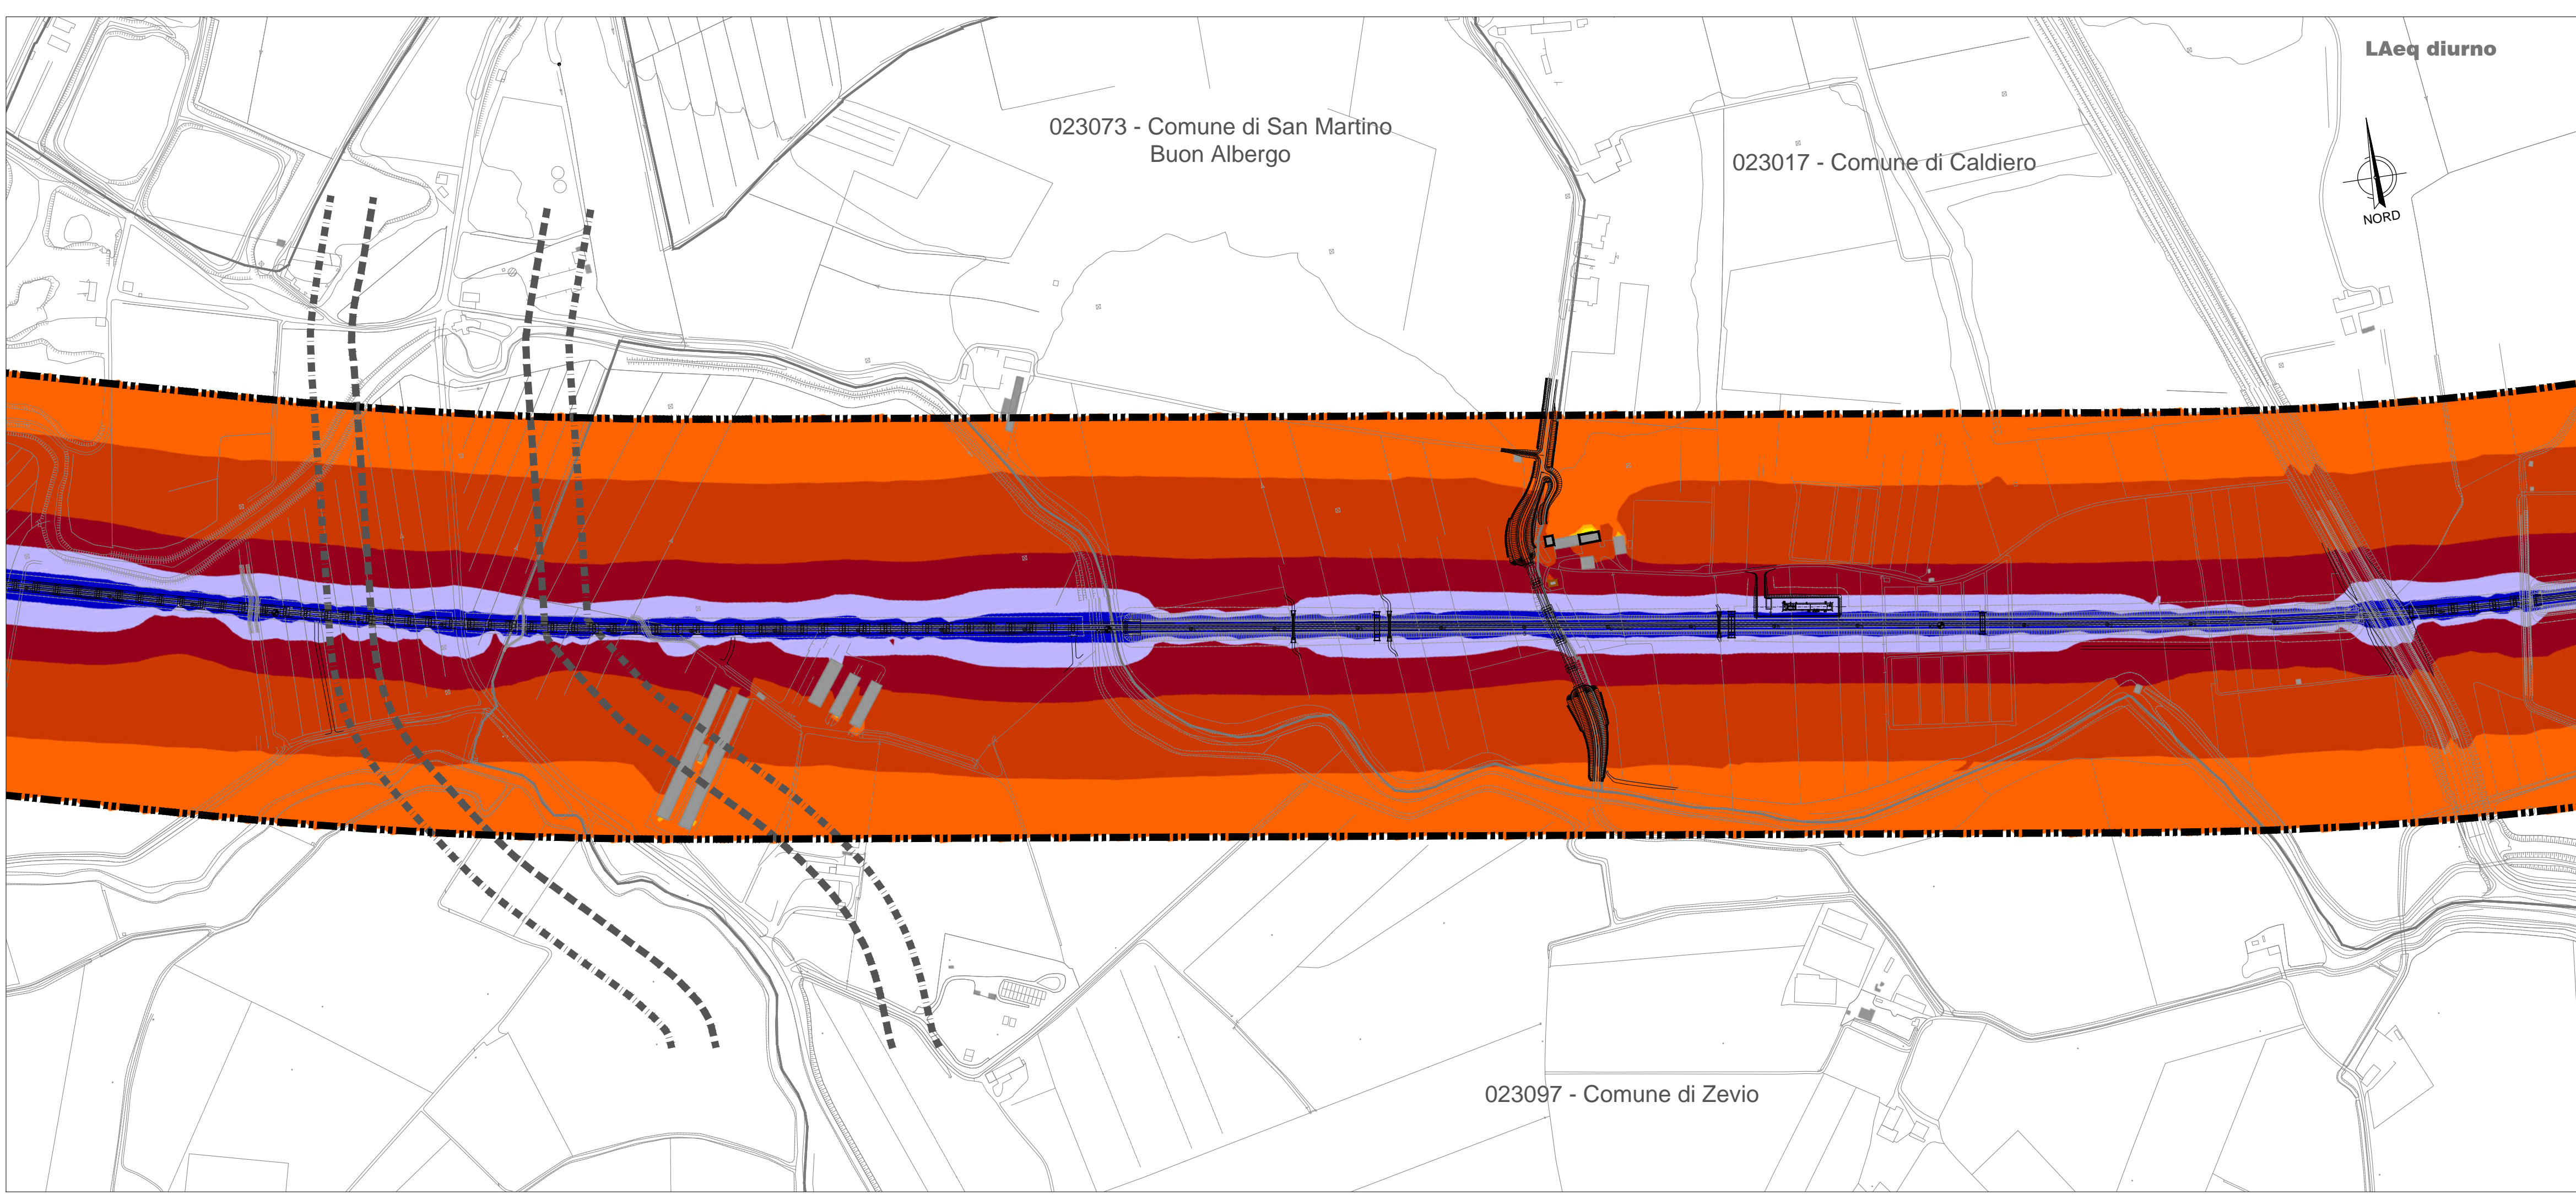 LAeq diurno
023073 - Comune di San Martino
Buon Albergo
023017 - Comune di Caldiero
NORD
023097 - Comune di Zevio